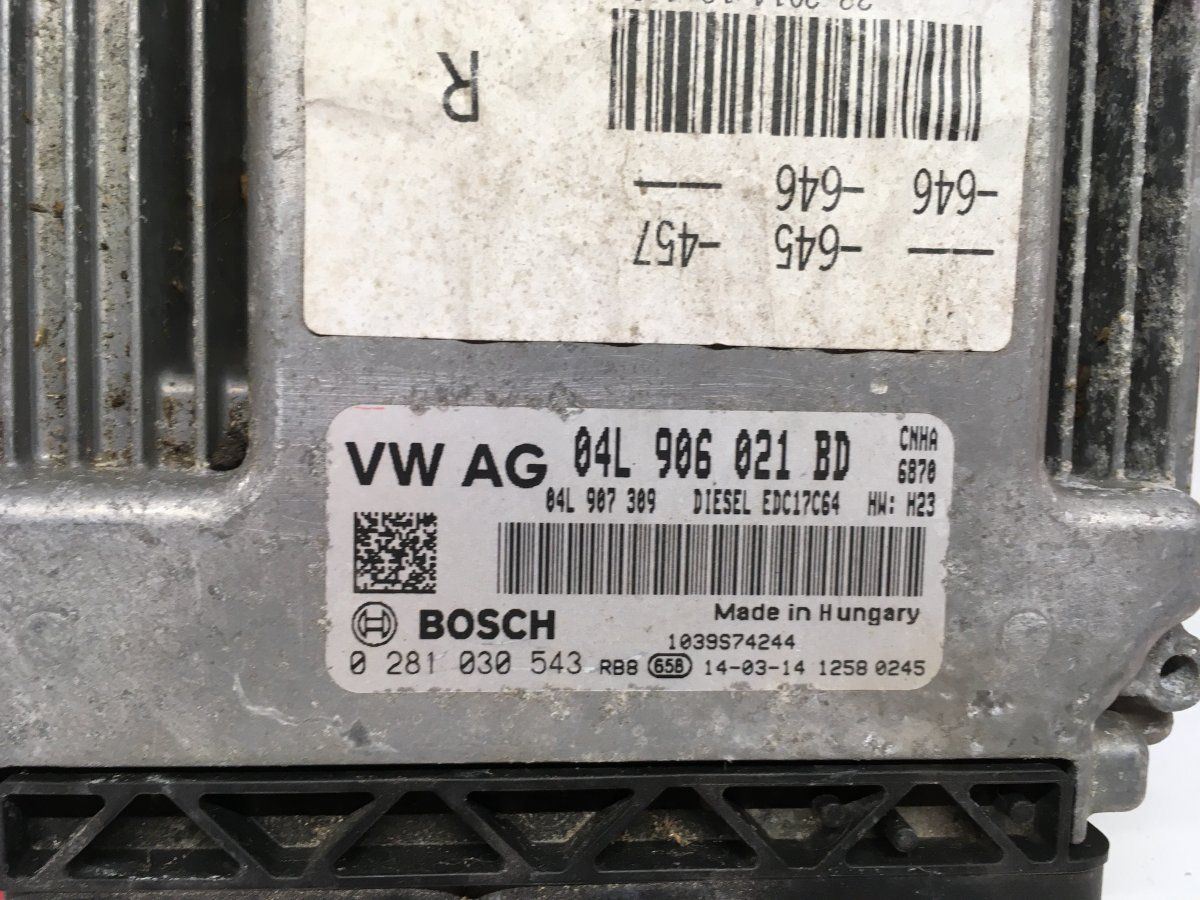 --- -645 -457
-646 -646 ---
R
VW AG 04L 906 021 BD CNHA
6870
04L 907 309 DIESEL EDC17C64 HW: H23
BOSCH Made in Hungary
1039S74244
0 281 030 543 RB8 658 14-03-14 1258 0245